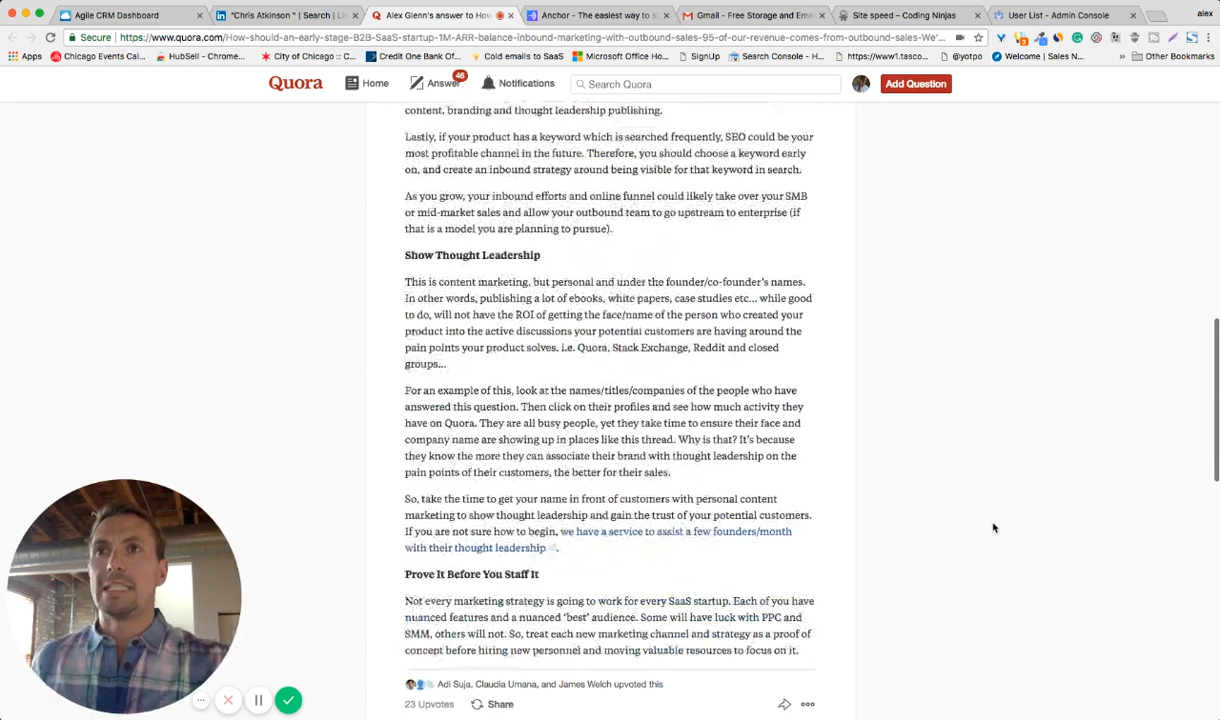 Agile CRM Dashboard
"Chris Atkinson " | Search | Lin
Alex Glenn's answer to How
Anchor - The easiest way to st
Gmail - Free Storage and Ema
Site speed – Coding Ninjas
User List - Admin Console
alex
Secure
https://www.quora.com/How-should-an-early-stage-B2B-SaaS-startup-1M-ARR-balance-inbound-marketing-with-outbound-sales-95-of-our-revenue-comes-from-outbound-sales-We'...
Apps
Chicago Events Cal...
HubSell - Chrome...
City of Chicago :: C...
Credit One Bank Of...
Cold emails to SaaS
Microsoft Office Ho...
SignUp
Search Console - H...
https://www1.tasco...
@yotpo
Welcome | Sales N...
Other Bookmarks
Quora
Home
Answer
46
Notifications
Search Quora
Add Question
content, branding and thought leadership publishing.
Lastly, if your product has a keyword which is searched frequently, SEO could be your
most profitable channel in the future. Therefore, you should choose a keyword early
on, and create an inbound strategy around being visible for that keyword in search.
As you grow, your inbound efforts and online funnel could likely take over your SMB
or mid-market sales and allow your outbound team to go upstream to enterprise (if
that is a model you are planning to pursue).
Show Thought Leadership
This is content marketing, but personal and under the founder/co-founder's names.
In other words, publishing a lot of ebooks, white papers, case studies etc... while good
to do, will not have the ROI of getting the face/name of the person who created your
product into the active discussions your potential customers are having around the
pain points your product solves. i.e. Quora, Stack Exchange, Reddit and closed
groups...
For an example of this, look at the names/titles/companies of the people who have
answered this question. Then click on their profiles and see how much activity they
have on Quora. They are all busy people, yet they take time to ensure their face and
company name are showing up in places like this thread. Why is that? It's because
they know the more they can associate their brand with thought leadership on the
pain points of their customers, the better for their sales.
So, take the time to get your name in front of customers with personal content
marketing to show thought leadership and gain the trust of your potential customers.
If you are not sure how to begin, we have a service to assist a few founders/month
with their thought leadership .
Prove It Before You Staff It
Not every marketing strategy is going to work for every SaaS startup. Each of you have
nuanced features and a nuanced 'best' audience. Some will have luck with PPC and
SMM, others will not. So, treat each new marketing channel and strategy as a proof of
concept before hiring new personnel and moving valuable resources to focus on it.
Adi Suja, Claudia Umana, and James Welch upvoted this
23 Upvotes
Share